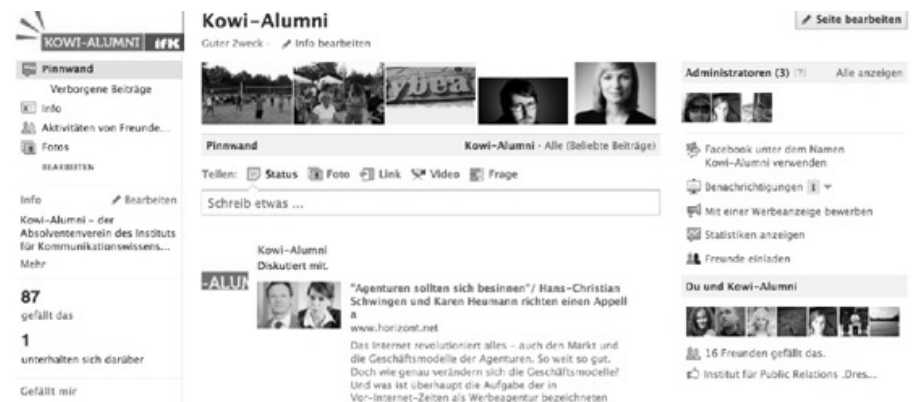 KOWI-ALUMNI ifK
Pinnwand
Verborgene Beiträge
Info
Aktivitäten von Freunde...
Fotos
BEARBEITEN
Info Bearbeiten
Kowi-Alumni – der
Absolventenverein des Instituts
für Kommunikationswissens...
Mehr
87
gefällt das
1
unterhalten sich darüber
Gefällt mir
Kowi-Alumni
Guter Zweck · Info bearbeiten
Pinnwand Kowi-Alumni · Alle (Beliebte Beiträge)
Teilen: Status Foto Link Video Frage
Schreib etwas ...
Kowi-Alumni
Diskutiert mit.
-ALUM
"Agenturen sollten sich besinnen"/ Hans-Christian
Schwingen und Karen Heumann richten einen Appell
a
www.horizont.net
Das Internet revolutioniert alles – auch den Markt und
die Geschäftsmodelle der Agenturen. So weit so gut.
Doch wie genau verändern sich die Geschäftsmodelle?
Und was ist überhaupt die Aufgabe der in
Vor-Internet-Zeiten als Werbeagentur bezeichneten
Seite bearbeiten
Administratoren (3) [?] Alle anzeigen
Facebook unter dem Namen
Kowi-Alumni verwenden
Benachrichtigungen 1
Mit einer Werbeanzeige bewerben
Statistiken anzeigen
Freunde einladen
Du und Kowi-Alumni
16 Freunden gefällt das.
Institut für Public Relations .Dres...